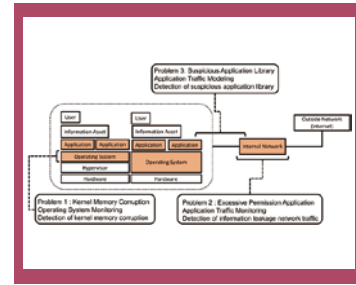 Problem 3. Suspicious Application Library
Application Traffic Modeling
Detection of suspicious application library
User
User
Information Asset
Information Asset
Application
Application
Application
Application
Operating System
Operating System
Hypervisor
Hardware
Hardware
Internal Network
Outside Network
(Internet)
Problem 1 : Kernel Memory Corruption
Operating System Monitoring
Detection of kernel memory corruption
Problem 2 : Excessive Permission Application
Application Traffic Monitoring
Detection of information leakage network traffic